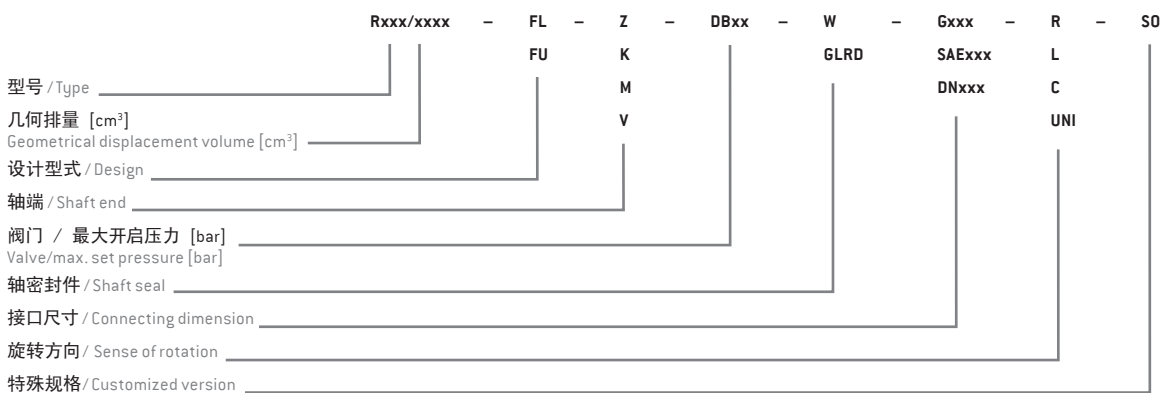 Rxxx/xxxx – FL – Z – DBxx – W – Gxxx – R – SO
FU K GLRD SAExxx L
M DNxxx C
V UNI
型号 / Type
几何排量 [cm³]
Geometrical displacement volume [cm³]
设计型式 / Design
轴端 / Shaft end
阀门 / 最大开启压力 [bar]
Valve/max. set pressure [bar]
轴密封件 / Shaft seal
接口尺寸 / Connecting dimension
旋转方向 / Sense of rotation
特殊规格 / Customized version